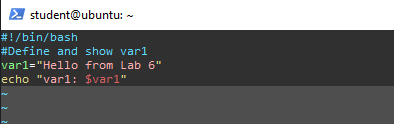 student@ubuntu: ~
#!/bin/bash
#Define and show var1
var1="Hello from Lab 6"
echo "var1: $var1"
~
~
~